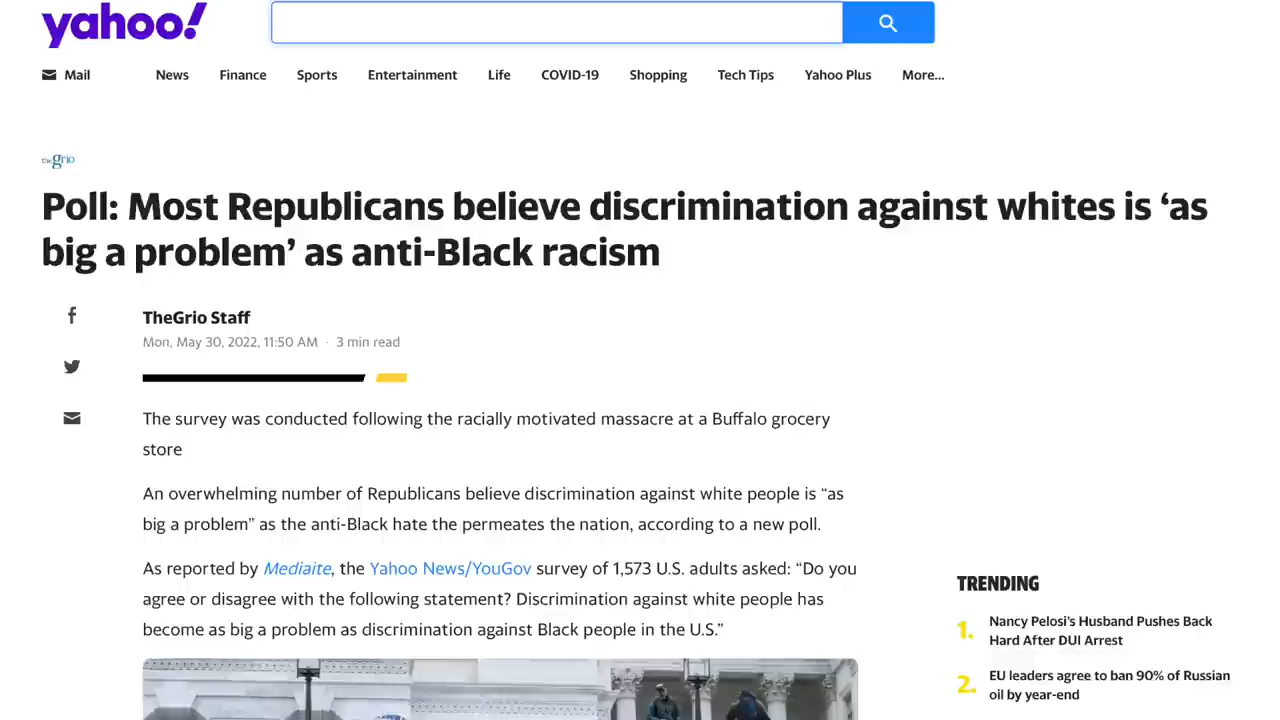 yahoo!
Mail News Finance Sports Entertainment Life COVID-19 Shopping Tech Tips Yahoo Plus More...
thegrio
Poll: Most Republicans believe discrimination against whites is ‘as
big a problem’ as anti-Black racism
TheGrio Staff
Mon, May 30, 2022, 11:50 AM · 3 min read
The survey was conducted following the racially motivated massacre at a Buffalo grocery
store
An overwhelming number of Republicans believe discrimination against white people is “as
big a problem” as the anti-Black hate the permeates the nation, according to a new poll.
As reported by Mediaite, the Yahoo News/YouGov survey of 1,573 U.S. adults asked: “Do you
agree or disagree with the following statement? Discrimination against white people has
become as big a problem as discrimination against Black people in the U.S.”
TRENDING
1. Nancy Pelosi's Husband Pushes Back
Hard After DUI Arrest
2. EU leaders agree to ban 90% of Russian
oil by year-end